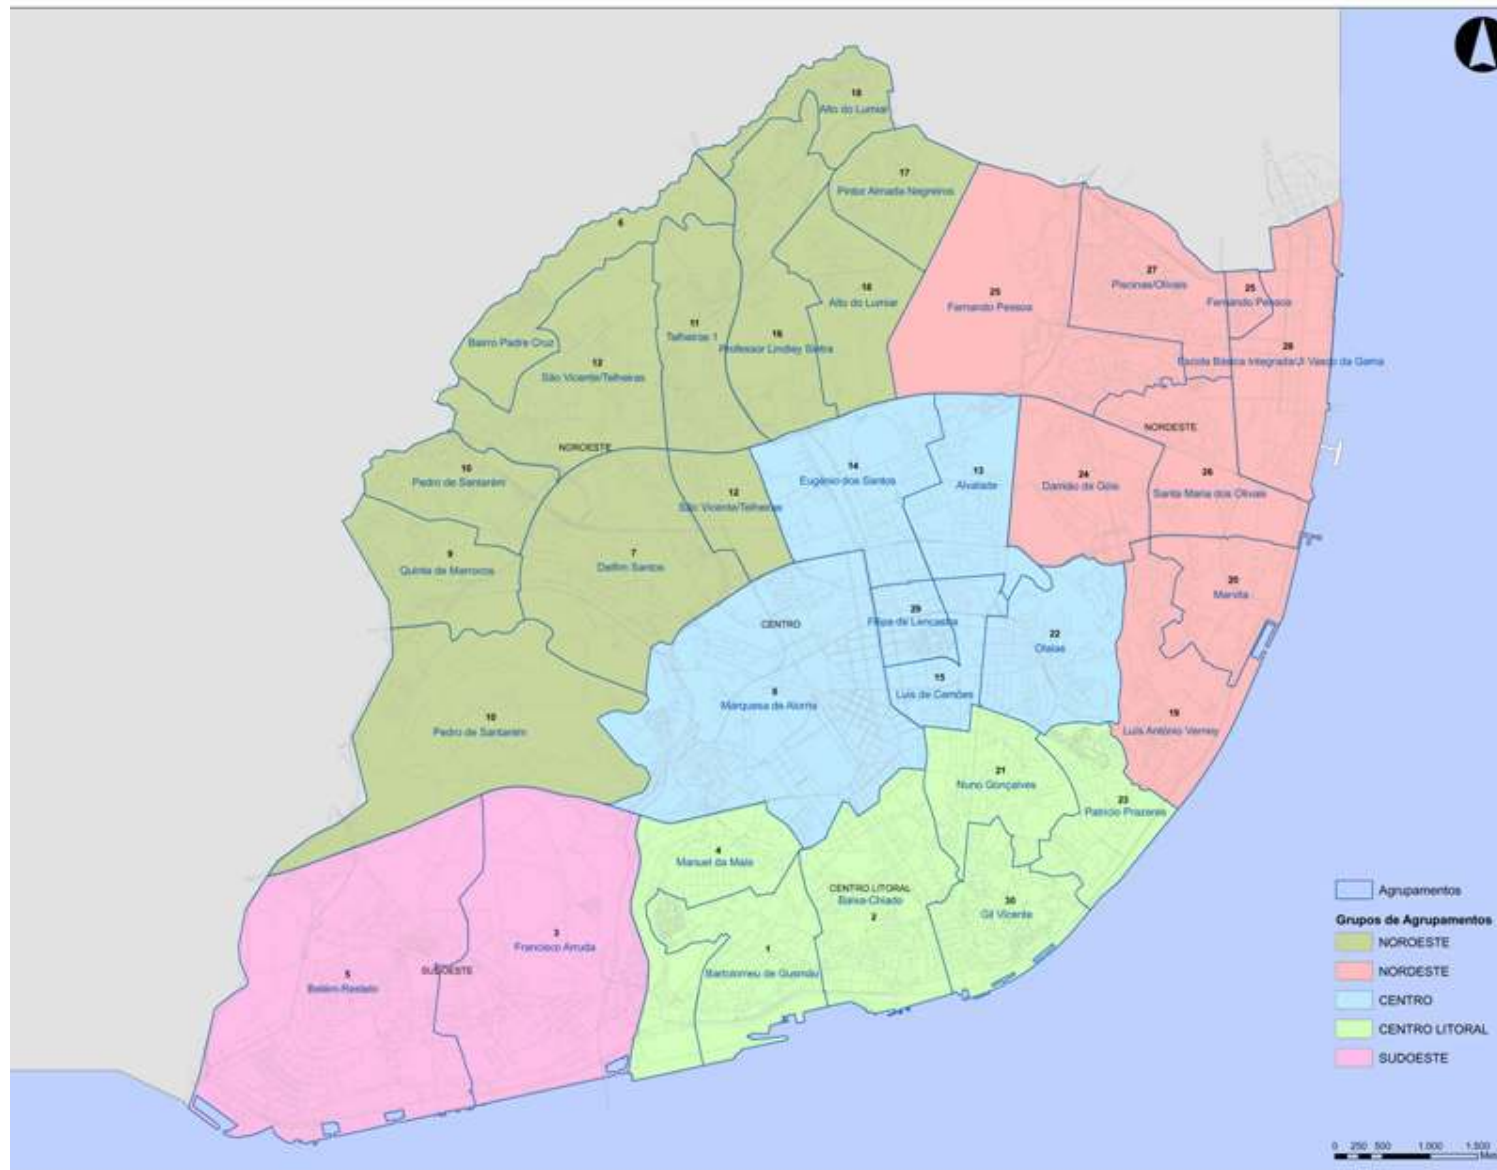 18
Alto do Lumiar
17
Pintor Almada Negreiros
6
27
Piscinas/Olivais
25
Fernando Pessoa
25
Fernando Pessoa
18
Alto do Lumiar
11
Telheiras 1
16
Professor Lindley Sintra
Bairro Padre Cruz
12
São Vicente/Telheiras
28
Escola Básica Integrada/JI Vasco da Gama
NOROESTE
NORDESTE
10
Pedro de Santarém
14
Eugénio dos Santos
13
Alvalade
24
Damião de Góis
26
Santa Maria dos Olivais
12
São Vicente/Telheiras
9
Quinta de Marrocos
7
Delfim Santos
20
Marvila
29
Filipa de Lencastre
CENTRO
22
Olaias
15
Luís de Camões
8
Marquesa de Alorna
10
Pedro de Santarém
19
Luís António Verney
21
Nuno Gonçalves
23
Patrício Prazeres
4
Manuel da Maia
CENTRO LITORAL
Baixa-Chiado
2
30
Gil Vicente
3
Francisco Arruda
1
Bartolomeu de Gusmão
5
Belém-Restelo
SUDOESTE
Agrupamentos
Grupos de Agrupamentos
NOROESTE
NORDESTE
CENTRO
CENTRO LITORAL
SUDOESTE
0 250 500 1.000 1.500